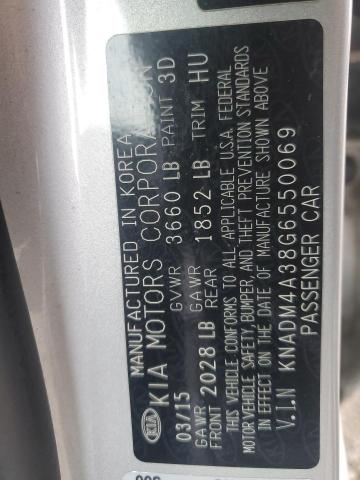 MANUFACTURED IN KOREA
KIA KIA MOTORS CORPORATION
03/15 GVWR 3660 LB PAINT 3D
GAWR FRONT 2028 LB GAWR REAR 1852 LB TRIM HU
THIS VEHICLE CONFORMS TO ALL APPLICABLE U.S.A. FEDERAL
MOTOR VEHICLE SAFETY, BUMPER AND THEFT PREVENTION STANDARDS
IN EFFECT ON THE DATE OF MANUFACTURE SHOWN ABOVE
V.I.N KNADM4A38G6550069
PASSENGER CAR